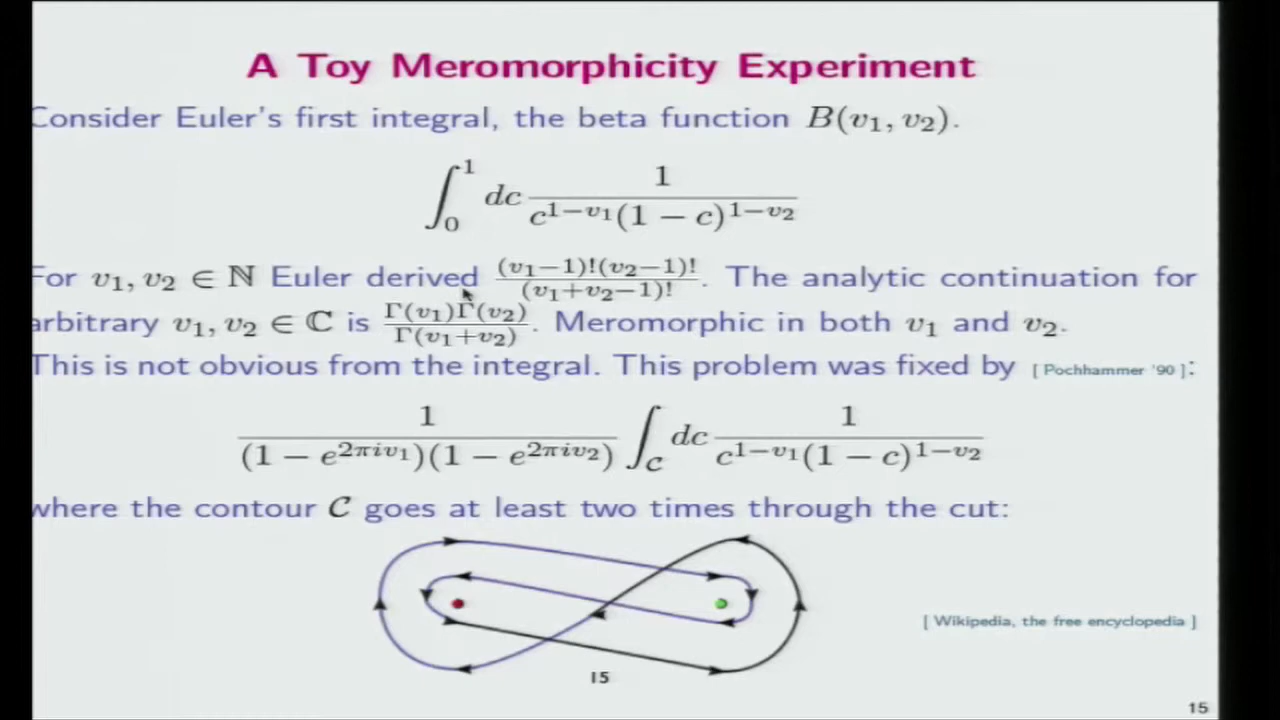 A Toy Meromorphicity Experiment
Consider Euler's first integral, the beta function B(v₁, v₂).
∫₀¹ dc 1/(c^{1−v₁}(1 − c)^{1−v₂})
For v₁, v₂ ∈ ℕ Euler derived (v₁−1)!(v₂−1)!/(v₁+v₂−1)!. The analytic continuation for
arbitrary v₁, v₂ ∈ ℂ is Γ(v₁)Γ(v₂)/Γ(v₁+v₂). Meromorphic in both v₁ and v₂.
This is not obvious from the integral. This problem was fixed by [ Pochhammer '90 ]:
1/((1 − e^{2πiv₁})(1 − e^{2πiv₂})) ∫_C dc 1/(c^{1−v₁}(1 − c)^{1−v₂})
where the contour C goes at least two times through the cut:
[ Wikipedia, the free encyclopedia ]
15
15